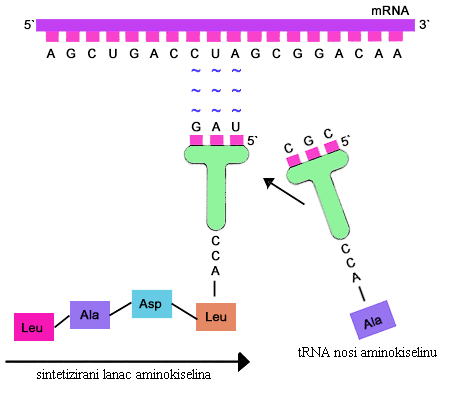 mRNA
5` 3`
A G C U G A C C U A G C G G A C A A
~ ~ ~
~ ~ ~
~ ~ ~
G A U 5`
C G C 5`
C
C
A
C
C
A
Leu Ala Asp Leu
Ala
tRNA nosi aminokiselinu
sintetizirani lanac aminokiselina